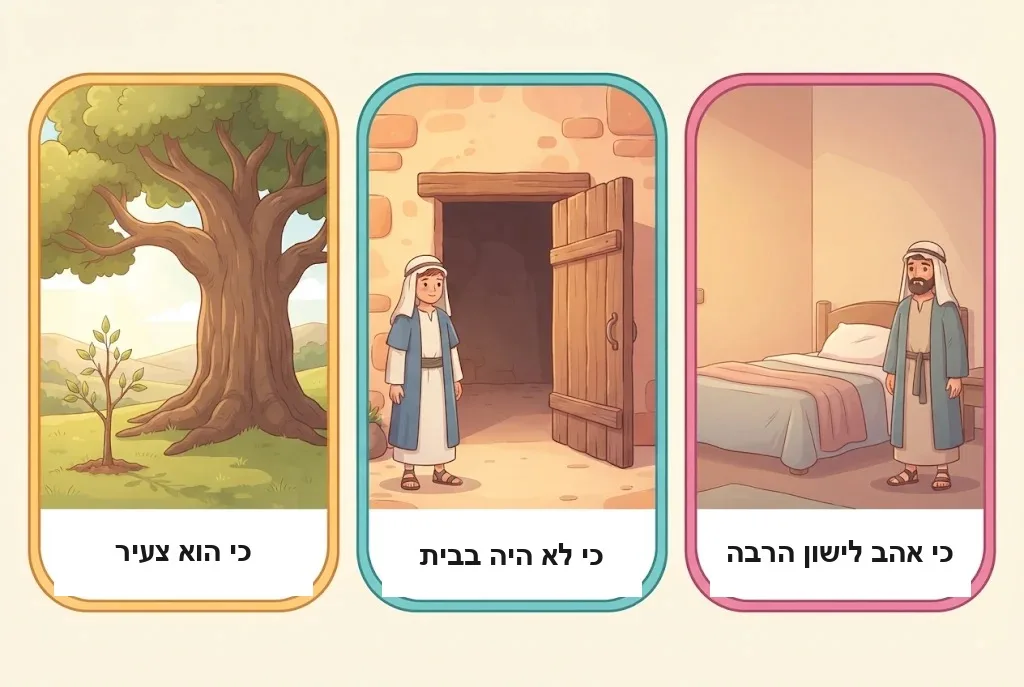 כי אהב לישון הרבה
כי לא היה בבית
כי הוא צעיר